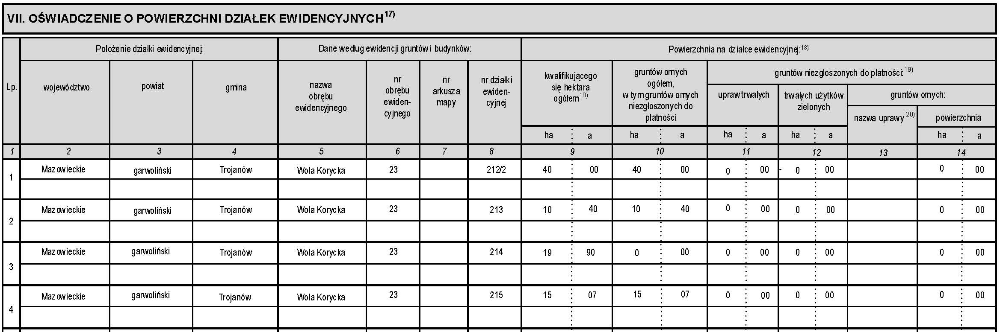 VII. OŚWIADCZENIE O POWIERZCHNI DZIAŁEK EWIDENCYJNYCH17)
Lp. Położenie działki ewidencyjnej: Dane według ewidencji gruntów i budynków: Powierzchnia na działce ewidencyjnej:18)
województwo powiat gmina
nazwa
obrębu
ewidencyjnego
nr
obrębu
ewiden-
cyjnego
nr
arkusza
mapy
nr działki
ewiden-
cyjnej
kwalifikującego
się hektara
ogółem18)
gruntów ornych
ogółem,
w tym gruntów ornych
niezgłoszonych do
płatności
gruntów niezgłoszonych do płatności:19)
upraw trwałych
trwałych użytków
zielonych
gruntów ornych:
nazwa uprawy 20)
powierzchnia
ha a ha a ha a ha a ha a
1 2 3 4 5 6 7 8 9 10 11 12 13 14
1 Mazowieckie garwoliński Trojanów Wola Korycka 23 212/2 40 00 40 00 0 00 - 0 00 0 00
2 Mazowieckie garwoliński Trojanów Wola Korycka 23 213 10 40 10 40 0 00 0 00 0 00
3 Mazowieckie garwoliński Trojanów Wola Korycka 23 214 19 90 0 00 0 00 0 00 0 00
4 Mazowieckie garwoliński Trojanów Wola Korycka 23 215 15 07 15 07 0 00 0 00 0 00